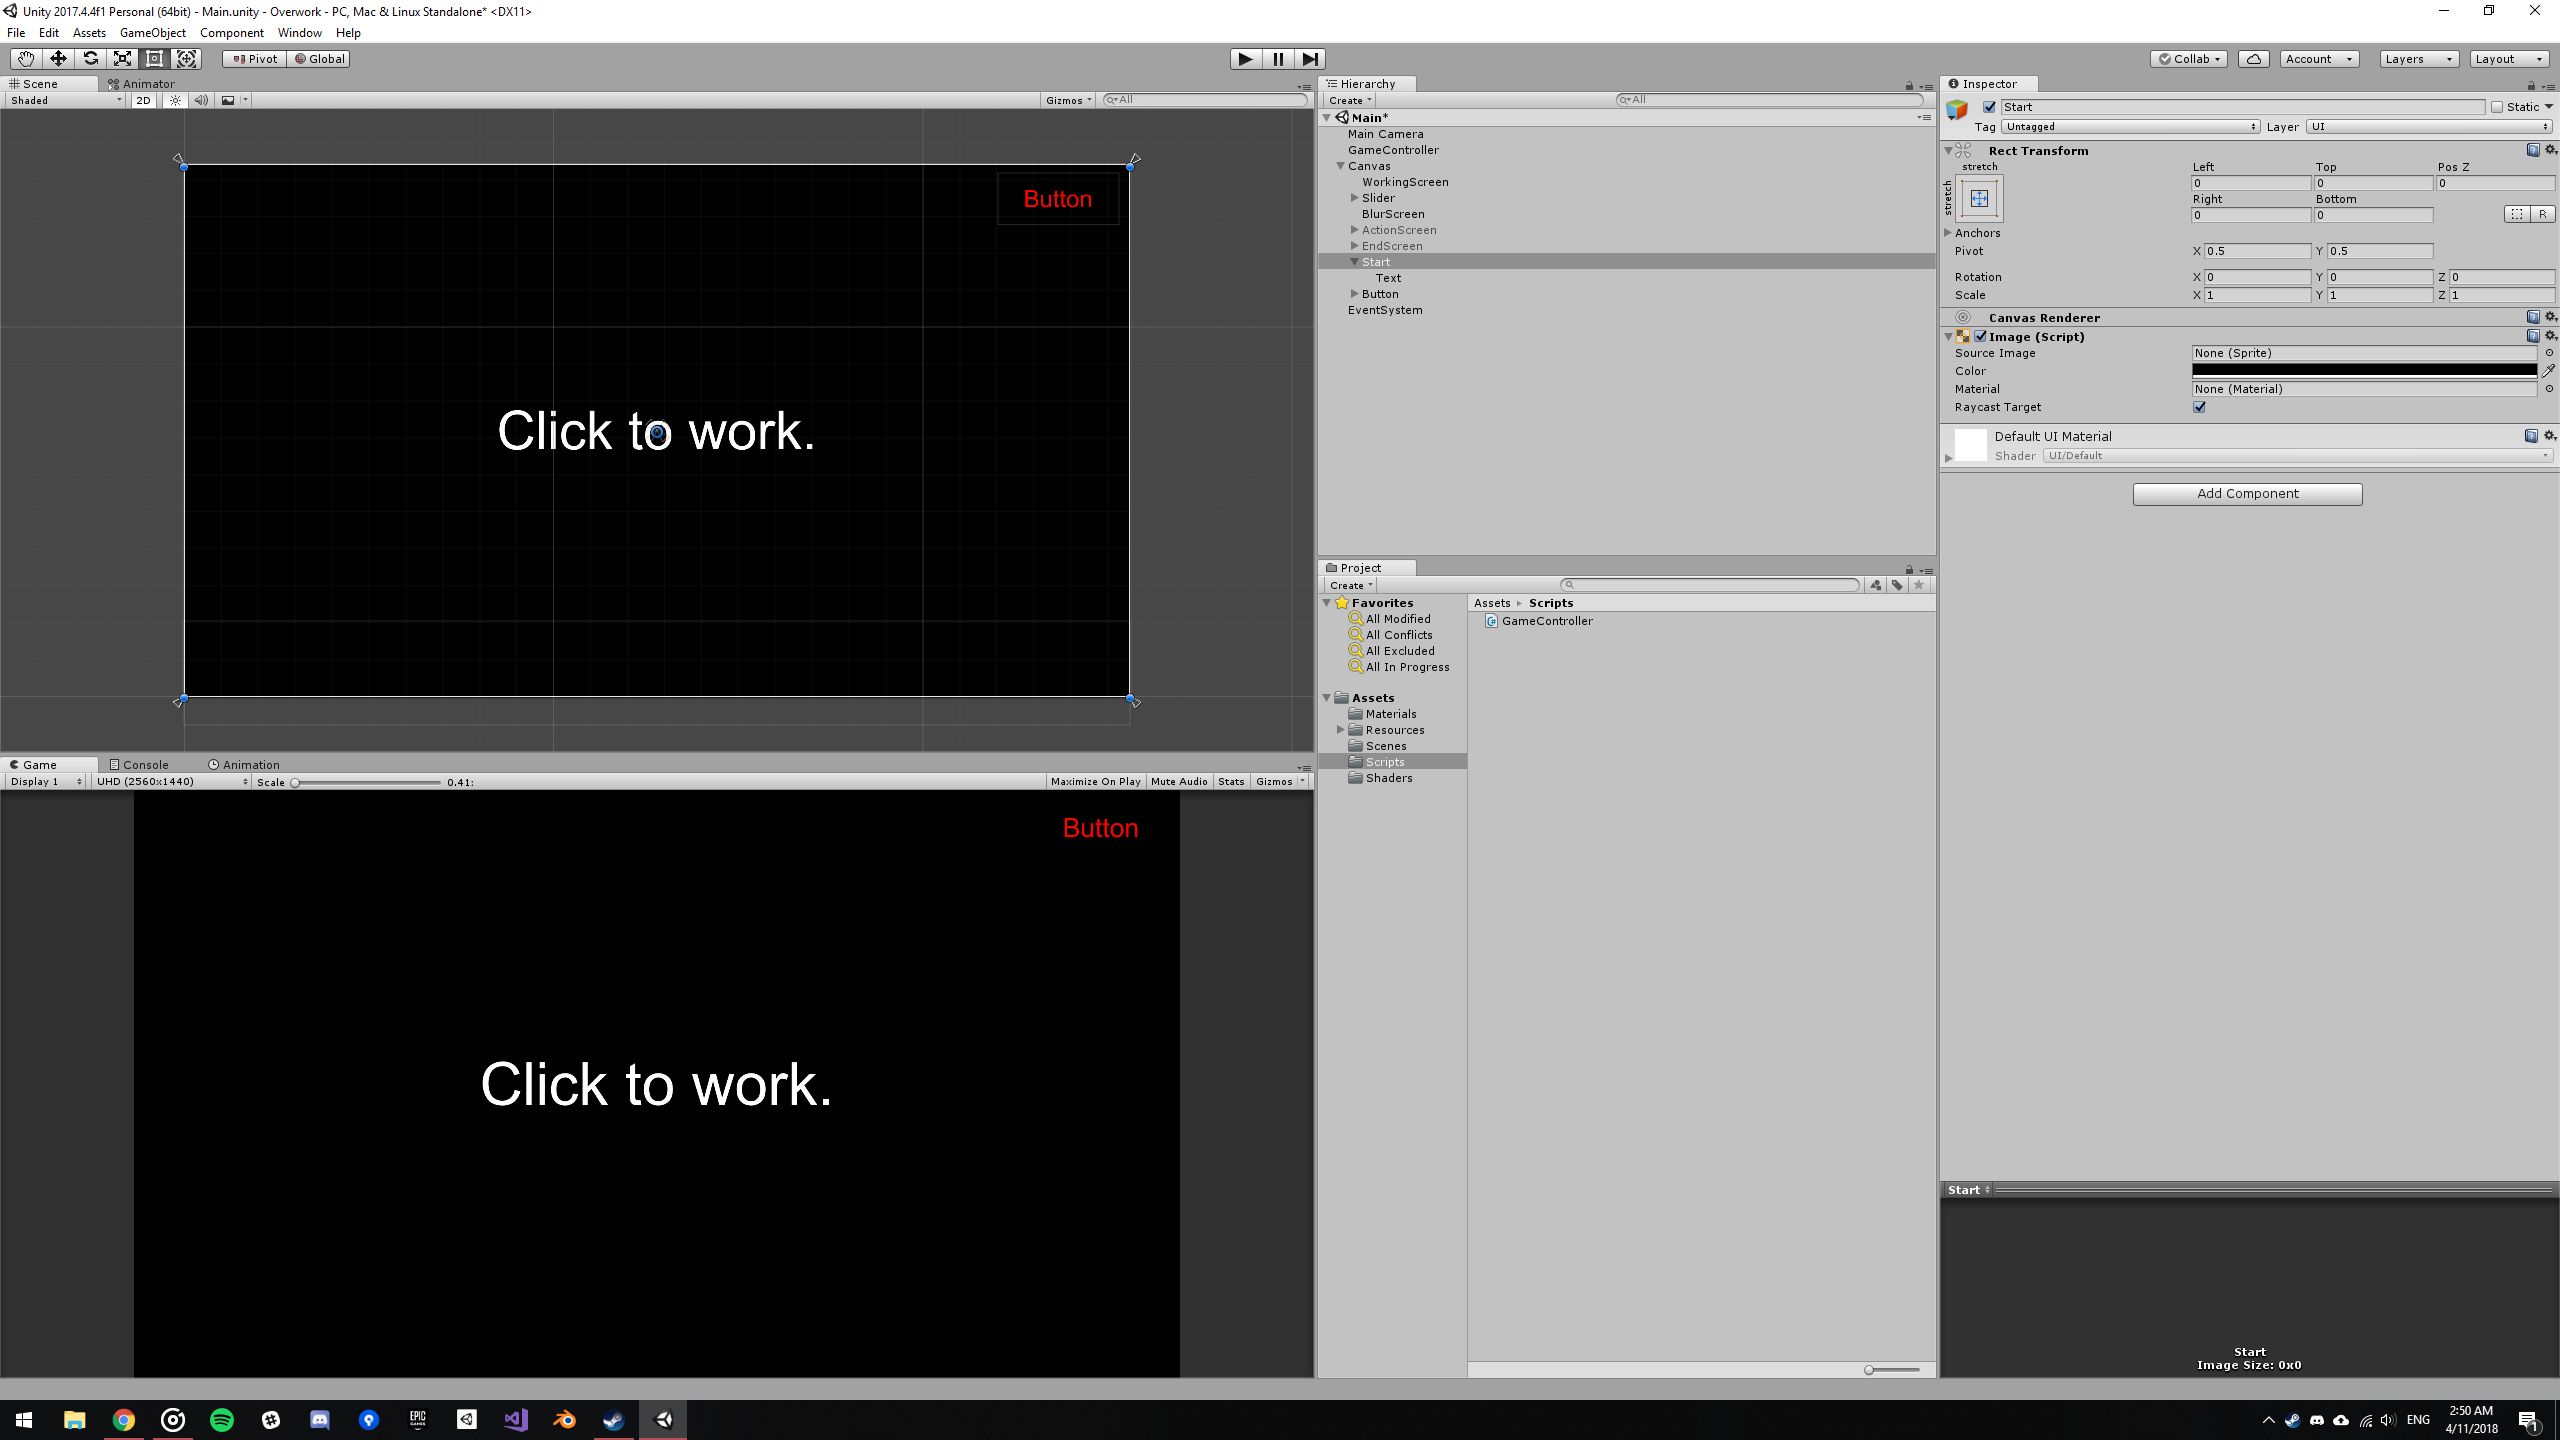 Unity 2017.4.4f1 Personal (64bit) - Main.unity - Overwork - PC, Mac & Linux Standalone* <DX11>
File Edit Assets GameObject Component Window Help
Pivot Global Collab Account Layers Layout
Scene Animator
Shaded 2D Gizmos All
Button
Click to work.
Game Console Animation
Display 1 UHD (2560x1440) Scale 0.41: Maximize On Play Mute Audio Stats Gizmos
Button
Click to work.
Hierarchy
Create All
Main*
Main Camera
GameController
Canvas
WorkingScreen
Slider
BlurScreen
ActionScreen
EndScreen
Start
Text
Button
EventSystem
Project
Create
Favorites
All Modified
All Conflicts
All Excluded
All In Progress
Assets
Materials
Resources
Scenes
Scripts
Shaders
Assets Scripts
GameController
Inspector
Start Static
Tag Untagged Layer UI
Rect Transform
stretch
stretch
Left Top Pos Z
0 0 0
Right Bottom
0 0 R
Anchors
Pivot X 0.5 Y 0.5
Rotation X 0 Y 0 Z 0
Scale X 1 Y 1 Z 1
Canvas Renderer
Image (Script)
Source Image None (Sprite)
Color
Material None (Material)
Raycast Target
Default UI Material
Shader UI/Default
Add Component
Start
Start
Image Size: 0x0
EPIC
GAMES
ENG
2:50 AM
4/11/2018
1